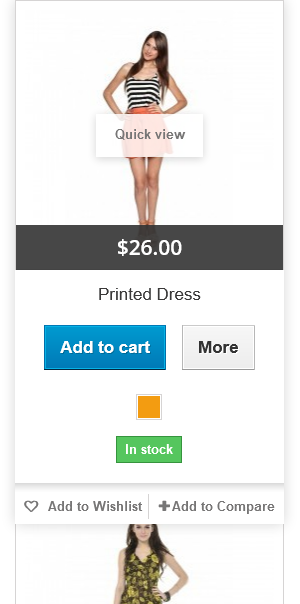 Quick view
$26.00
Printed Dress
Add to cart
More
In stock
Add to Wishlist
Add to Compare